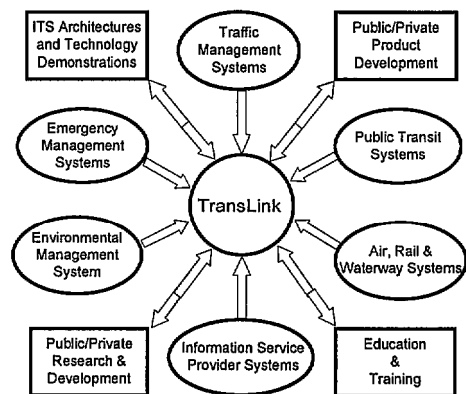 ITS Architectures
and Technology
Demonstrations
Traffic
Management
Systems
Public/Private
Product
Development
Emergency
Management
Systems
Public Transit
Systems
TransLink
Environmental
Management
System
Air, Rail &
Waterway Systems
Public/Private
Research &
Development
Information Service
Provider Systems
Education
&
Training